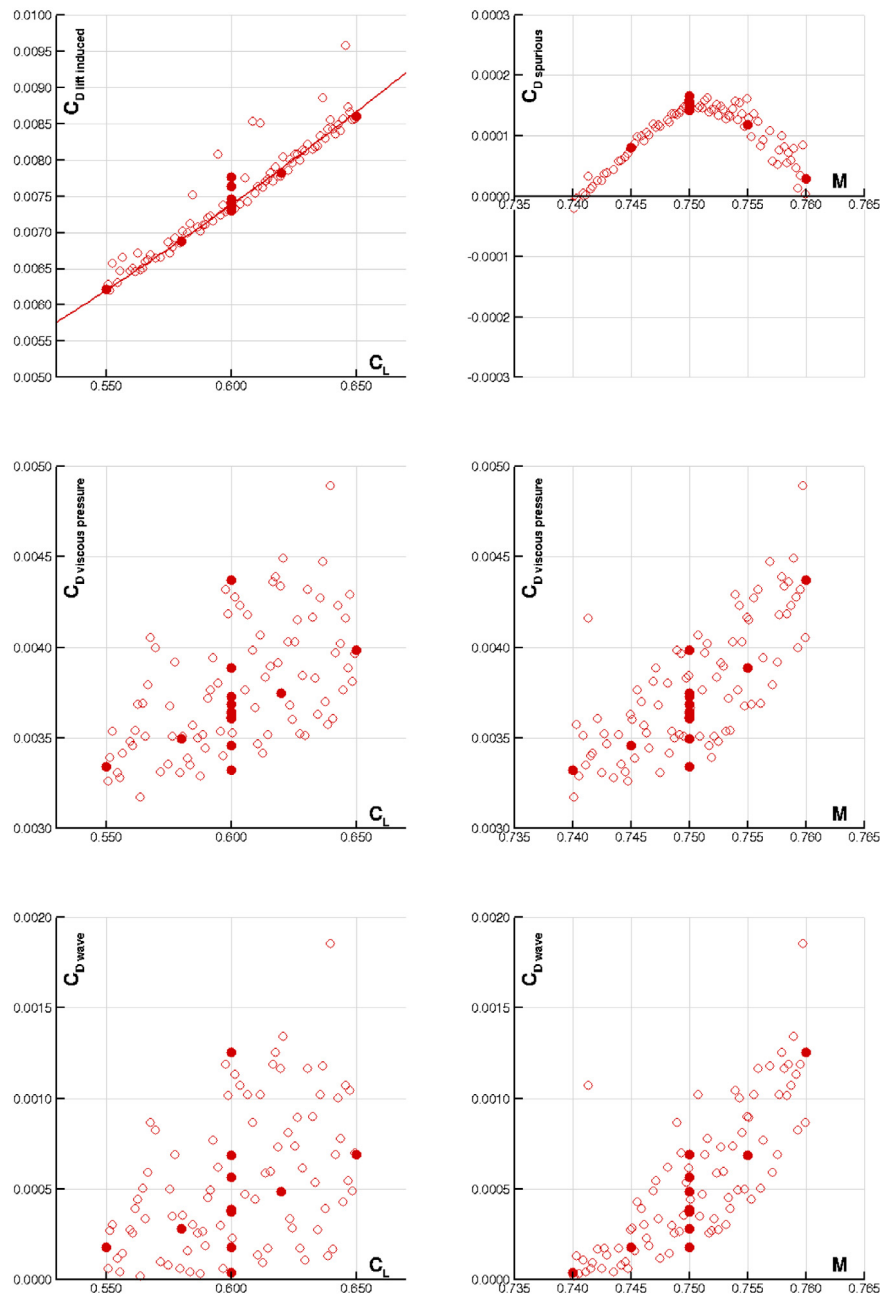 0.0100
0.0095
0.0090
0.0085
0.0080
0.0075
0.0070
0.0065
0.0060
0.0055
0.0050
C_D lift induced
C_L
0.550 0.600 0.650
0.0003
0.0002
0.0001
0.0000
-0.0001
-0.0002
-0.0003
C_D spurious
M
0.735 0.740 0.745 0.750 0.755 0.760 0.765
0.0050
0.0045
0.0040
0.0035
0.0030
C_D viscous pressure
C_L
0.550 0.600 0.650
0.0050
0.0045
0.0040
0.0035
0.0030
C_D viscous pressure
M
0.735 0.740 0.745 0.750 0.755 0.760 0.765
0.0020
0.0015
0.0010
0.0005
0.0000
C_D wave
C_L
0.550 0.600 0.650
0.0020
0.0015
0.0010
0.0005
0.0000
C_D wave
M
0.735 0.740 0.745 0.750 0.755 0.760 0.765